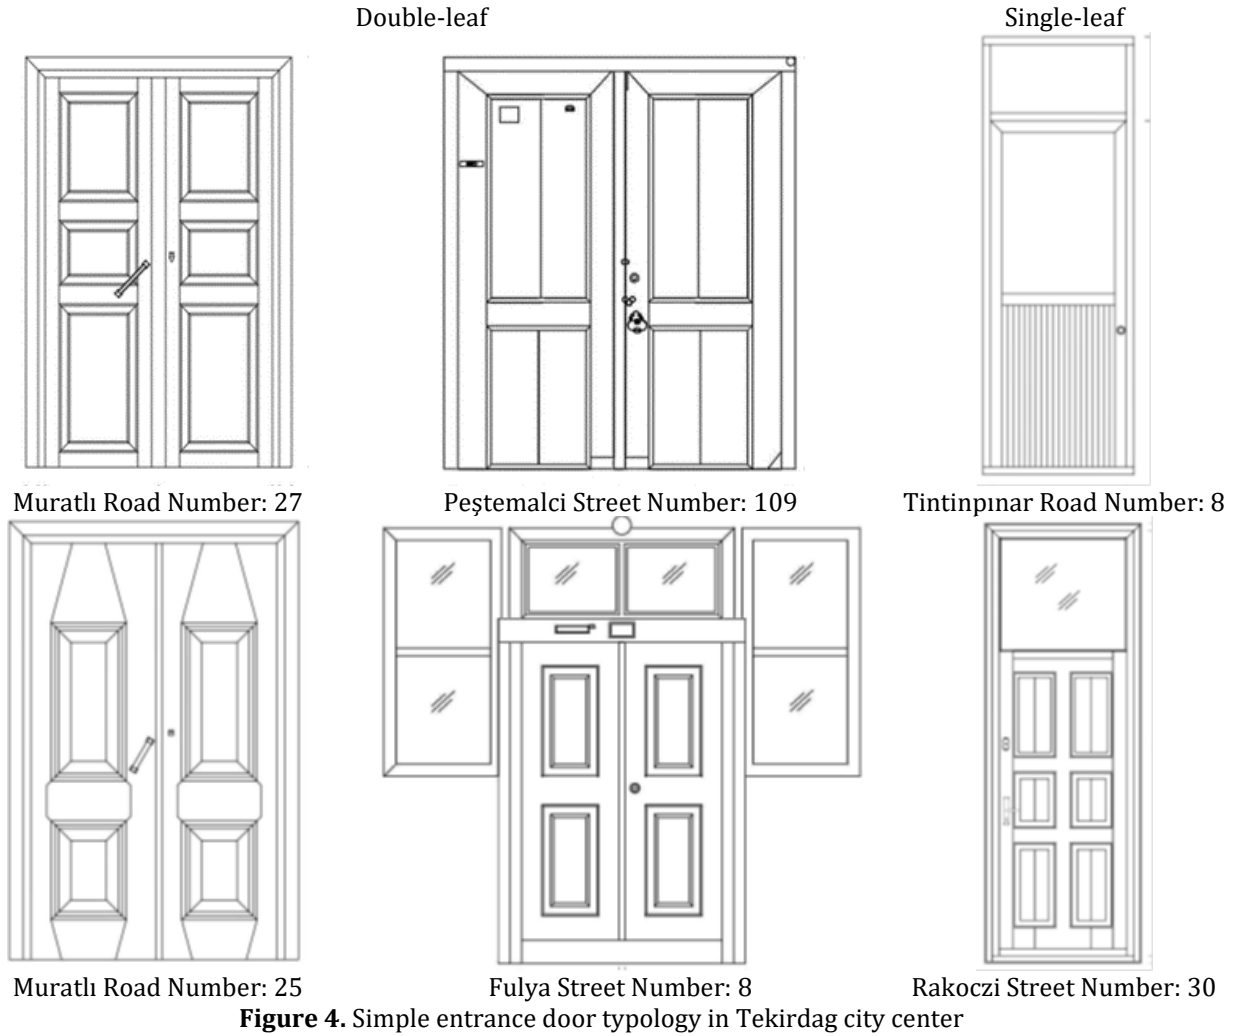 Double-leaf Single-leaf
Muratlı Road Number: 27 Peştemalci Street Number: 109 Tintinpınar Road Number: 8
Muratlı Road Number: 25 Fulya Street Number: 8 Rakoczi Street Number: 30
Figure 4. Simple entrance door typology in Tekirdag city center